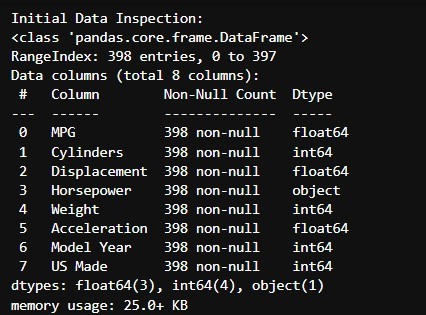 Initial Data Inspection:
<class 'pandas.core.frame.DataFrame'>
RangeIndex: 398 entries, 0 to 397
Data columns (total 8 columns):
 #   Column        Non-Null Count  Dtype
---  ------        --------------  -----
 0   MPG           398 non-null    float64
 1   Cylinders     398 non-null    int64
 2   Displacement  398 non-null    float64
 3   Horsepower    398 non-null    object
 4   Weight        398 non-null    int64
 5   Acceleration  398 non-null    float64
 6   Model Year    398 non-null    int64
 7   US Made       398 non-null    int64
dtypes: float64(3), int64(4), object(1)
memory usage: 25.0+ KB